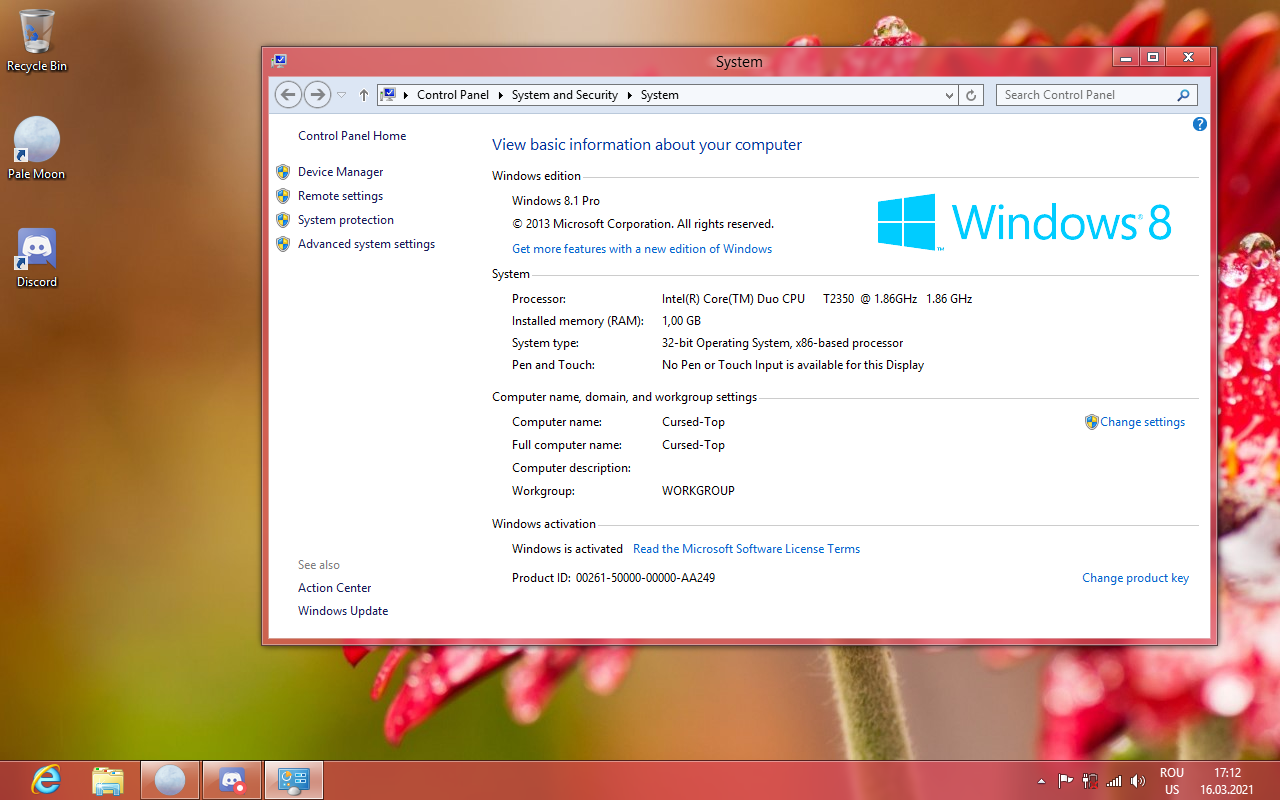 Recycle Bin
Pale Moon
Discord
System
Control Panel
System and Security
System
Search Control Panel
?
Control Panel Home
Device Manager
Remote settings
System protection
Advanced system settings
See also
Action Center
Windows Update
View basic information about your computer
Windows edition
Windows 8.1 Pro
© 2013 Microsoft Corporation. All rights reserved.
Get more features with a new edition of Windows
Windows® 8
™
System
Processor: Intel(R) Core(TM) Duo CPU T2350 @ 1.86GHz 1.86 GHz
Installed memory (RAM): 1,00 GB
System type: 32-bit Operating System, x86-based processor
Pen and Touch: No Pen or Touch Input is available for this Display
Computer name, domain, and workgroup settings
Computer name: Cursed-Top
Change settings
Full computer name: Cursed-Top
Computer description:
Workgroup: WORKGROUP
Windows activation
Windows is activated Read the Microsoft Software License Terms
Product ID: 00261-50000-00000-AA249
Change product key
ROU
US
17:12
16.03.2021